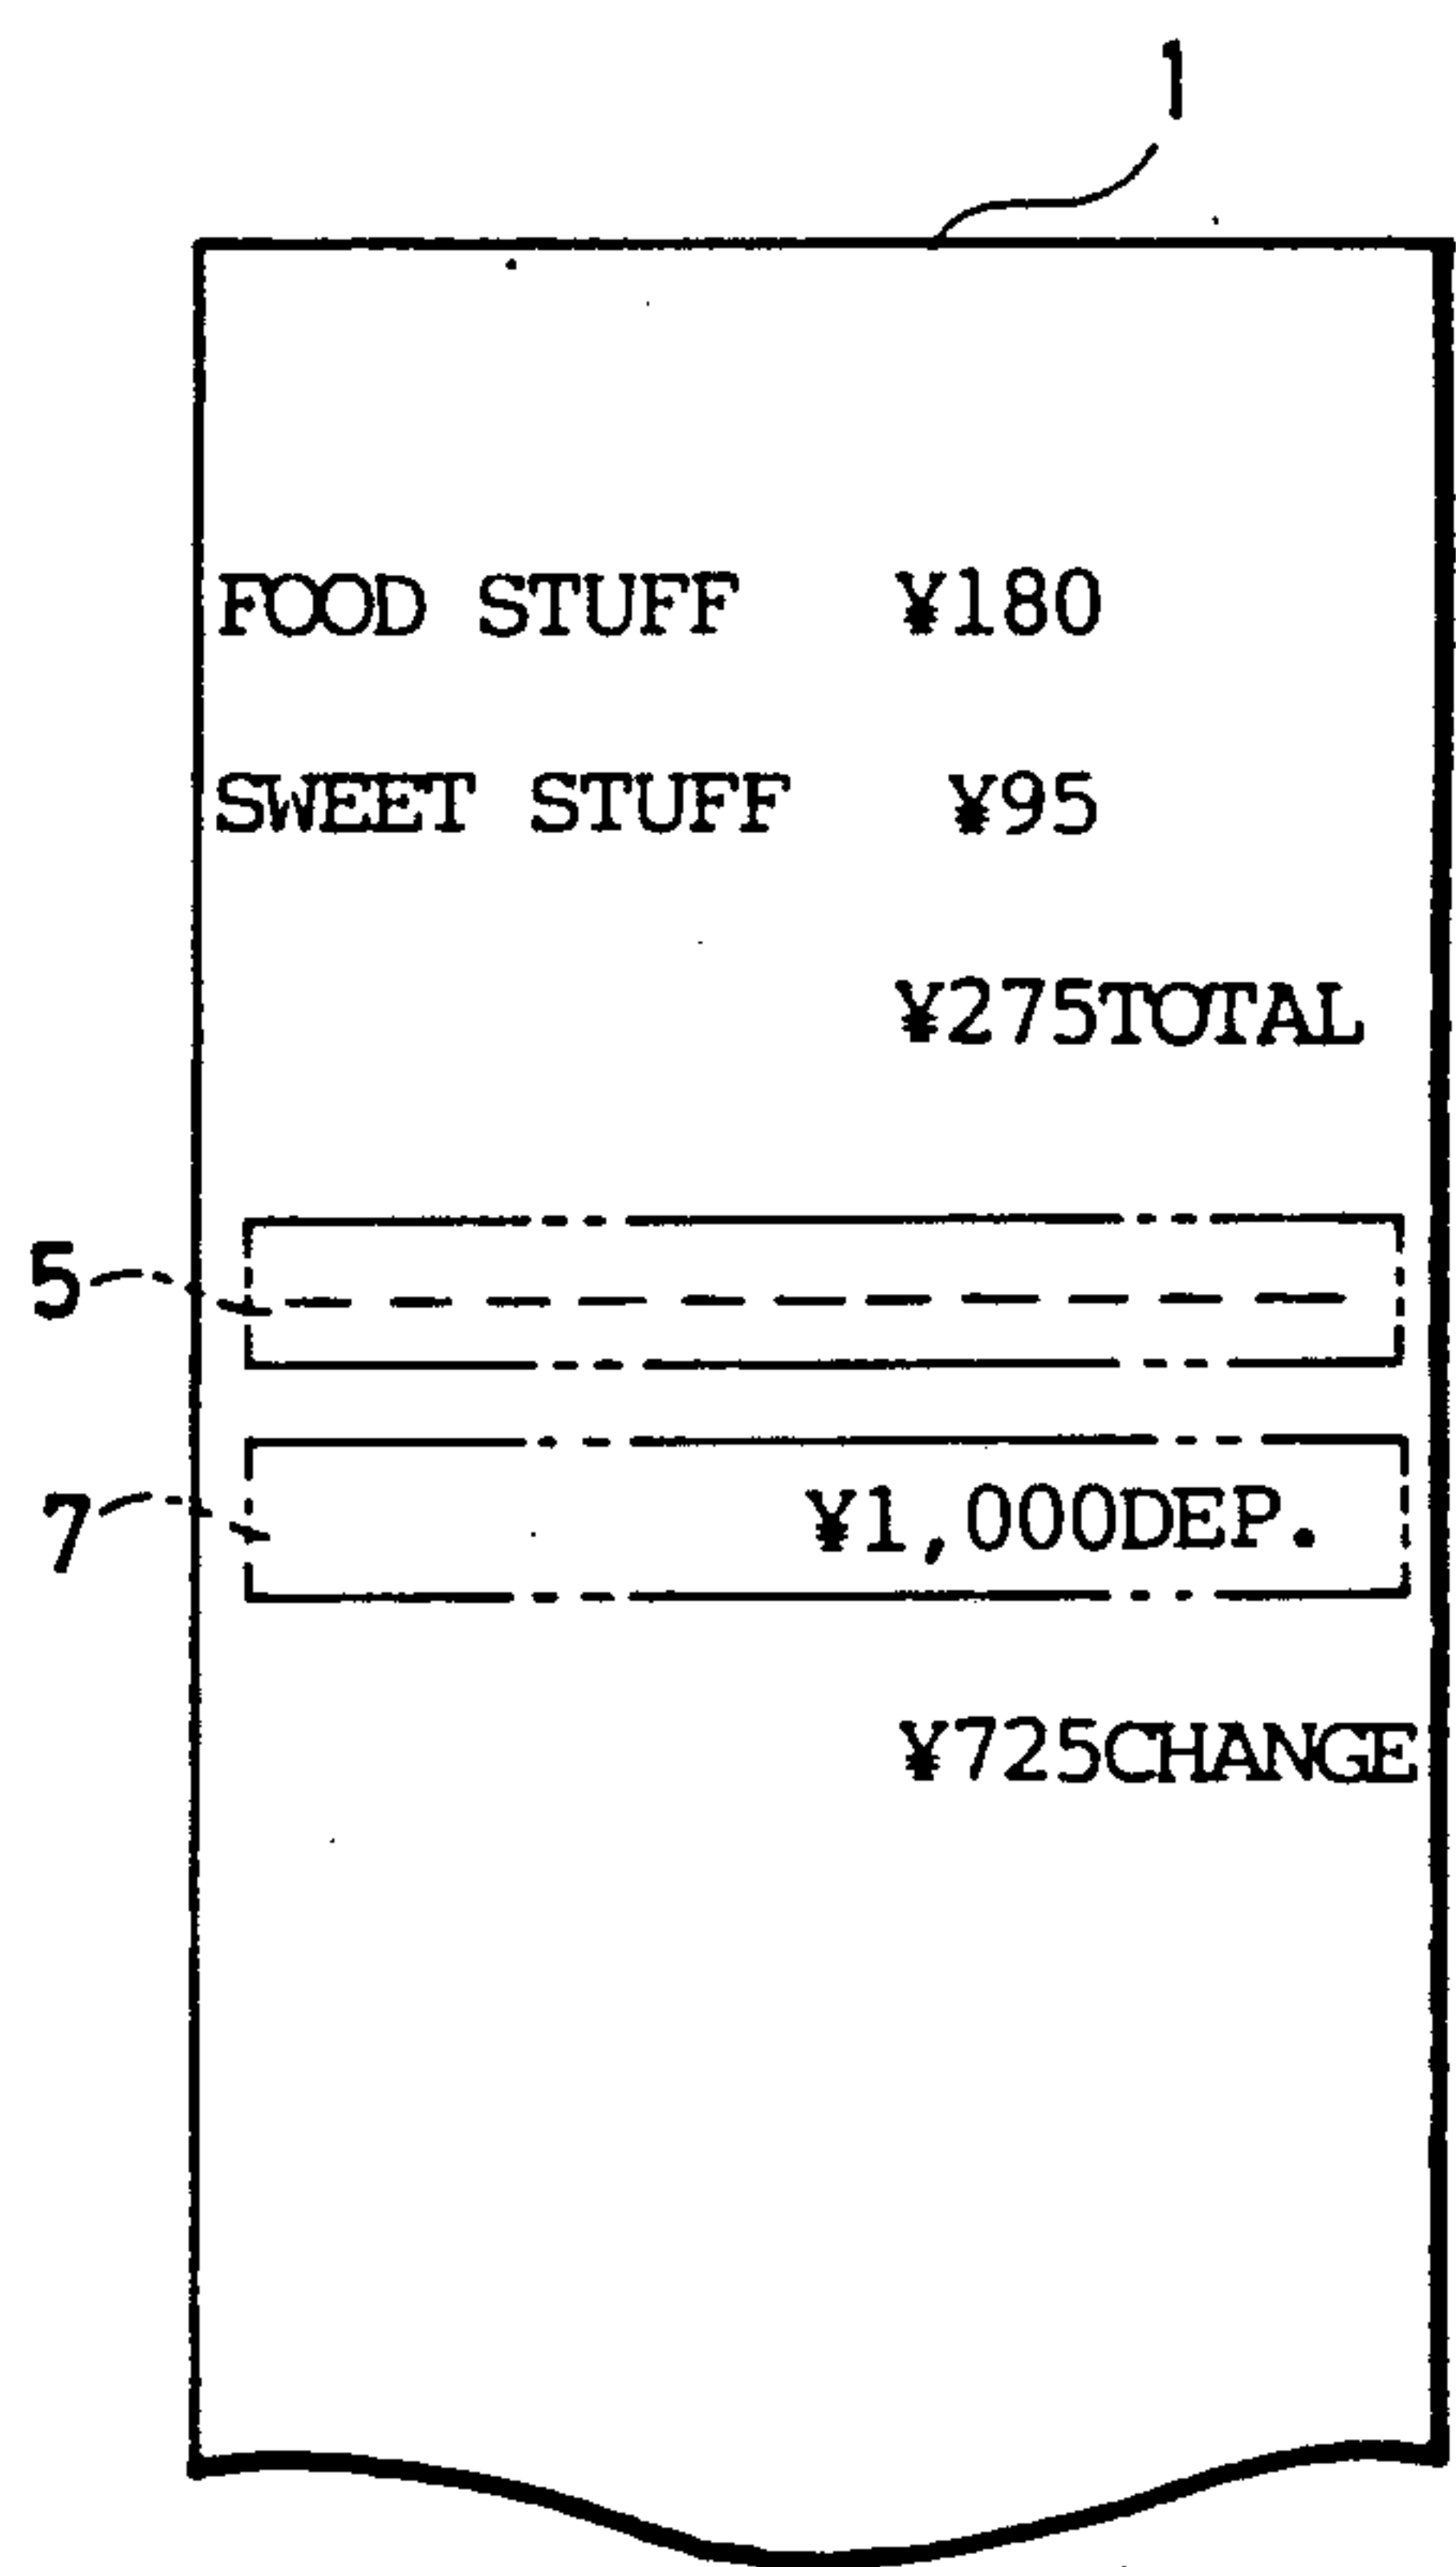 1
FOOD STUFF ¥180
SWEET STUFF ¥95
¥275TOTAL
5
7 ¥1,000DEP.
¥725CHANGE